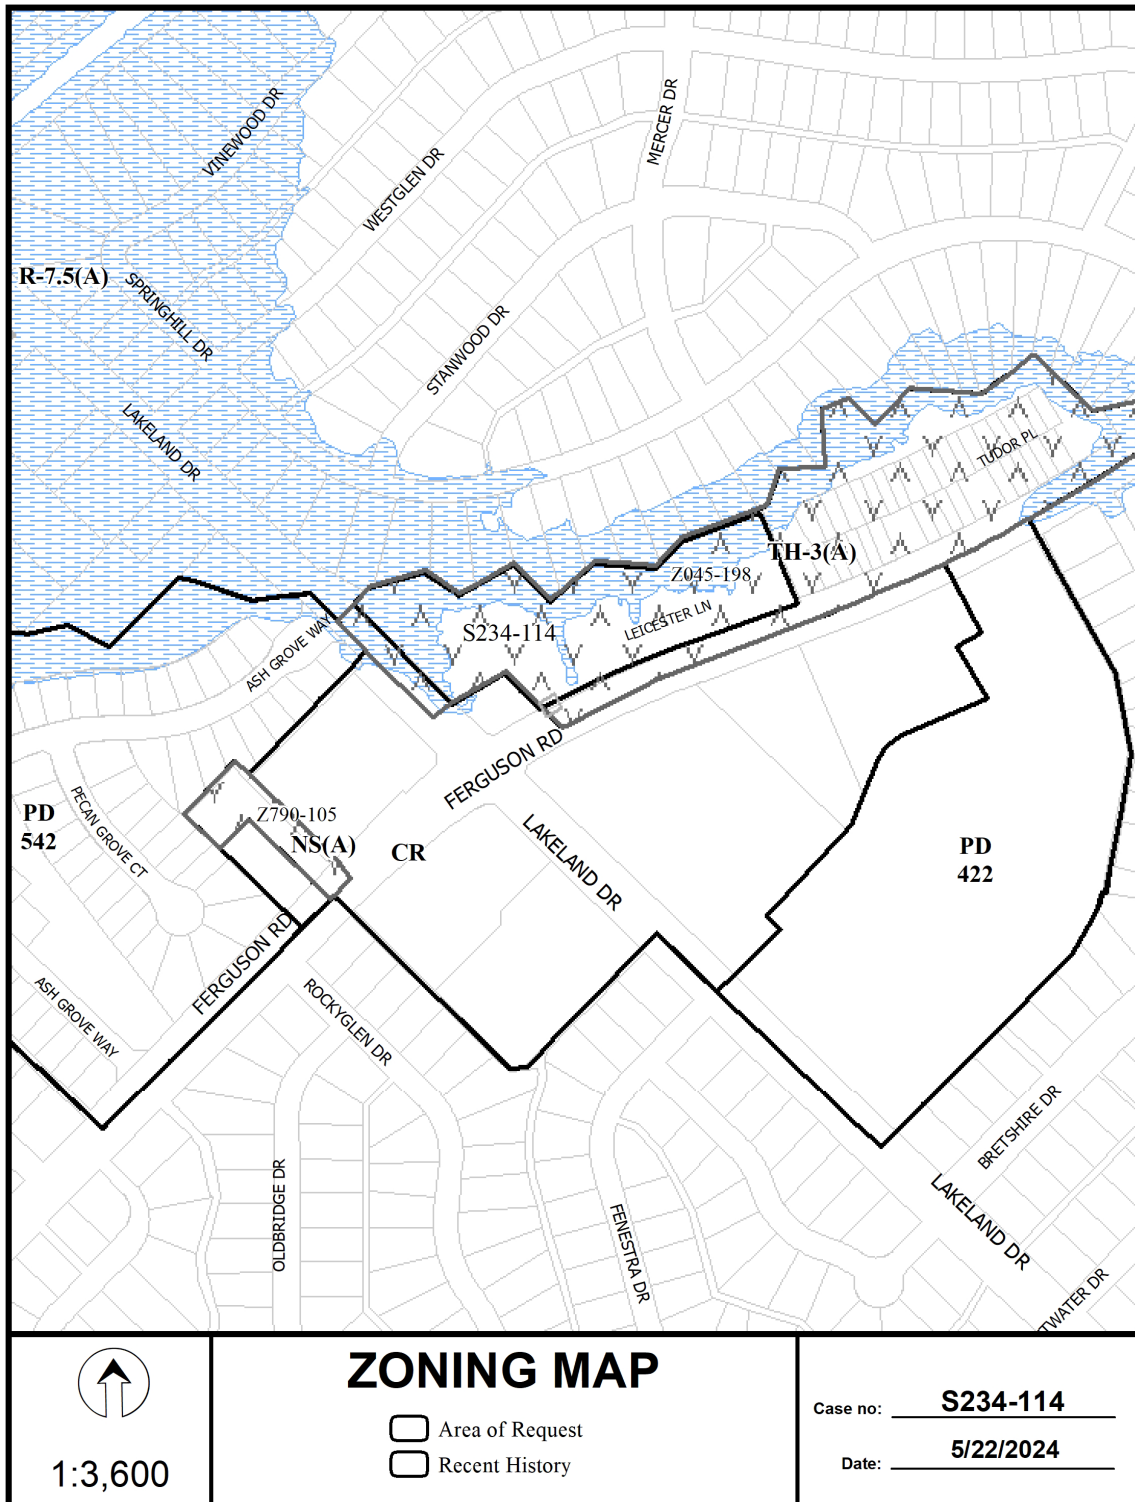 VINEWOOD DR
MERCER DR
WESTGLEN DR
R-7.5(A)
SPRINGHILL DR
STANWOOD DR
LAKELAND DR
TUDOR PL
TH-3(A)
Z045-198
LEICESTER LN
S234-114
ASH GROVE WAY
FERGUSON RD
PECAN GROVE CT
PD
542
Z790-105
NS(A)
CR
LAKELAND DR
PD
422
FERGUSON RD
ASH GROVE WAY
ROCKYGLEN DR
BRETSHIRE DR
OLDBRIDGE DR
FENESTRA DR
LAKELAND DR
TWATER DR
1:3,600
ZONING MAP
Area of Request
Recent History
Case no: S234-114
Date: 5/22/2024